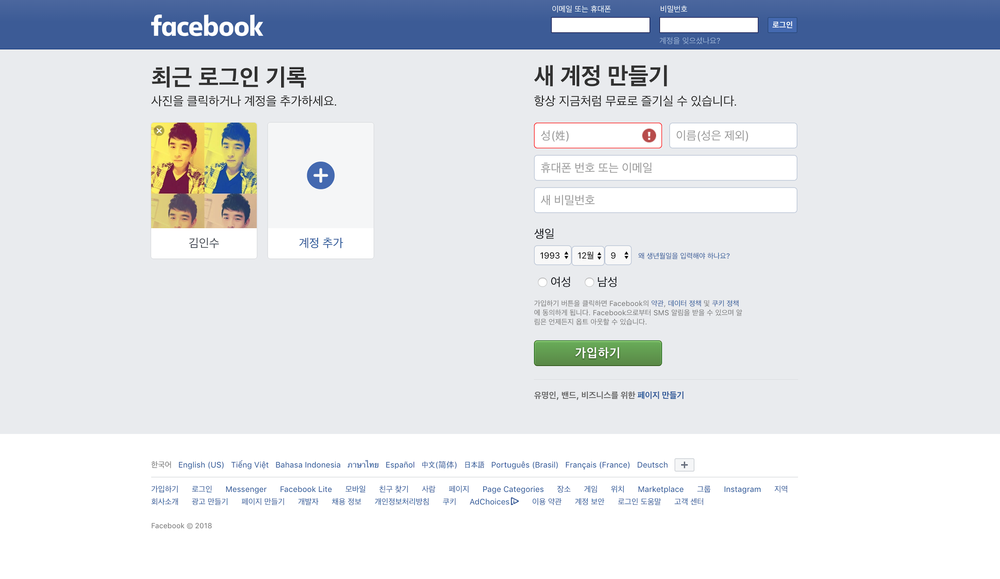 facebook
이메일 또는 휴대폰
비밀번호
로그인
계정을 잊으셨나요?
최근 로그인 기록
사진을 클릭하거나 계정을 추가하세요.
김인수
계정 추가
새 계정 만들기
항상 지금처럼 무료로 즐기실 수 있습니다.
성(姓)
이름(성은 제외)
휴대폰 번호 또는 이메일
새 비밀번호
생일
1993 12월 9 왜 생년월일을 입력해야 하나요?
여성 남성
가입하기 버튼을 클릭하면 Facebook의 약관, 데이터 정책 및 쿠키 정책
에 동의하게 됩니다. Facebook으로부터 SMS 알림을 받을 수 있으며 알
림은 언제든지 옵트 아웃할 수 있습니다.
가입하기
유명인, 밴드, 비즈니스를 위한 페이지 만들기
한국어 English (US) Tiếng Việt Bahasa Indonesia ภาษาไทย Español 中文(简体) 日本語 Português (Brasil) Français (France) Deutsch
가입하기 로그인 Messenger Facebook Lite 모바일 친구 찾기 사람 페이지 Page Categories 장소 게임 위치 Marketplace 그룹 Instagram 지역
회사소개 광고 만들기 페이지 만들기 개발자 채용 정보 개인정보처리방침 쿠키 AdChoices 이용 약관 계정 보안 로그인 도움말 고객 센터
Facebook © 2018